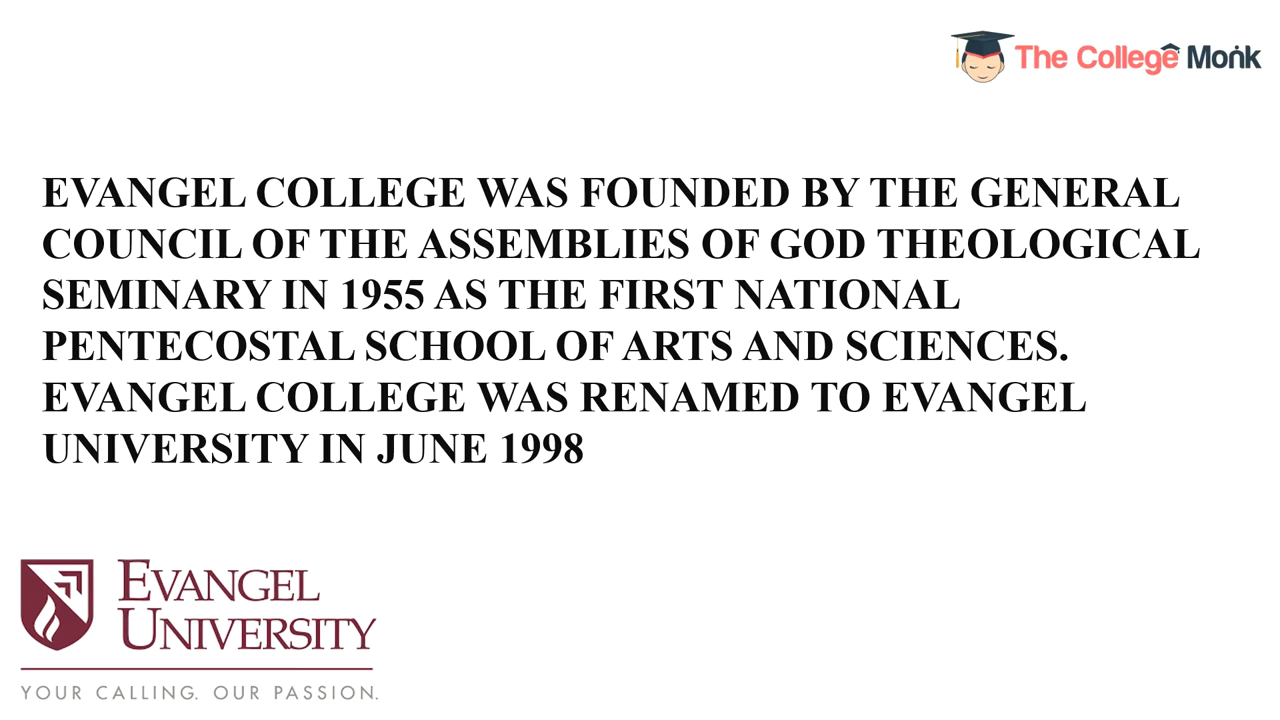 The College Monk
EVANGEL COLLEGE WAS FOUNDED BY THE GENERAL
COUNCIL OF THE ASSEMBLIES OF GOD THEOLOGICAL
SEMINARY IN 1955 AS THE FIRST NATIONAL
PENTECOSTAL SCHOOL OF ARTS AND SCIENCES.
EVANGEL COLLEGE WAS RENAMED TO EVANGEL
UNIVERSITY IN JUNE 1998
EVANGEL
UNIVERSITY
YOUR CALLING. OUR PASSION.